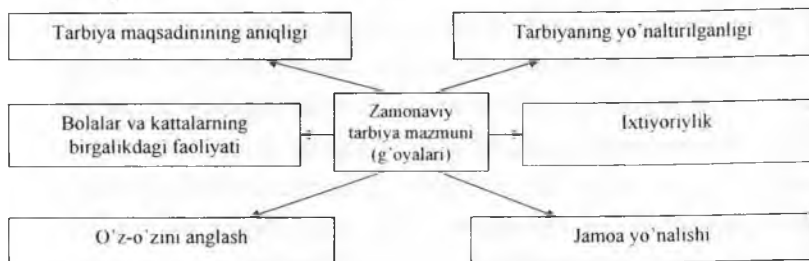 Tarbiya maqsadinining aniqligi
Tarbiyaning yo'naltirilganligi
Bolalar va kattalarning
birgalikdagi faoliyati
Zamonaviy
tarbiya mazmuni
(g'oyalari)
Ixtiyoriylik
O'z-o'zini anglash
Jamoa yo'nalishi